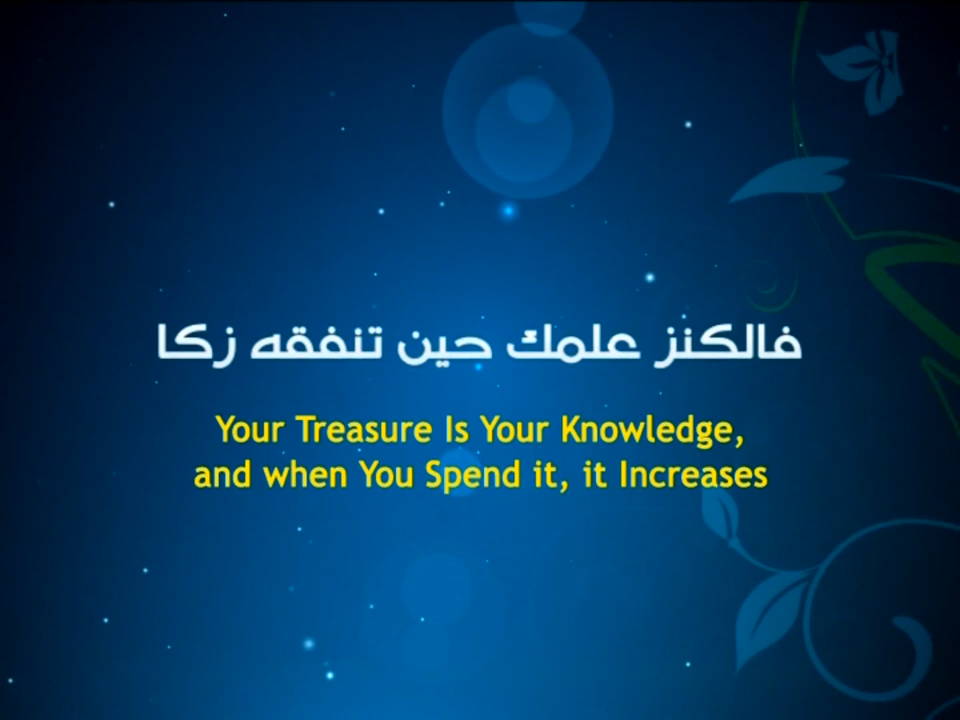 فالكنز علمك حين تنفقه زكا
Your Treasure Is Your Knowledge,
and when You Spend it, it Increases